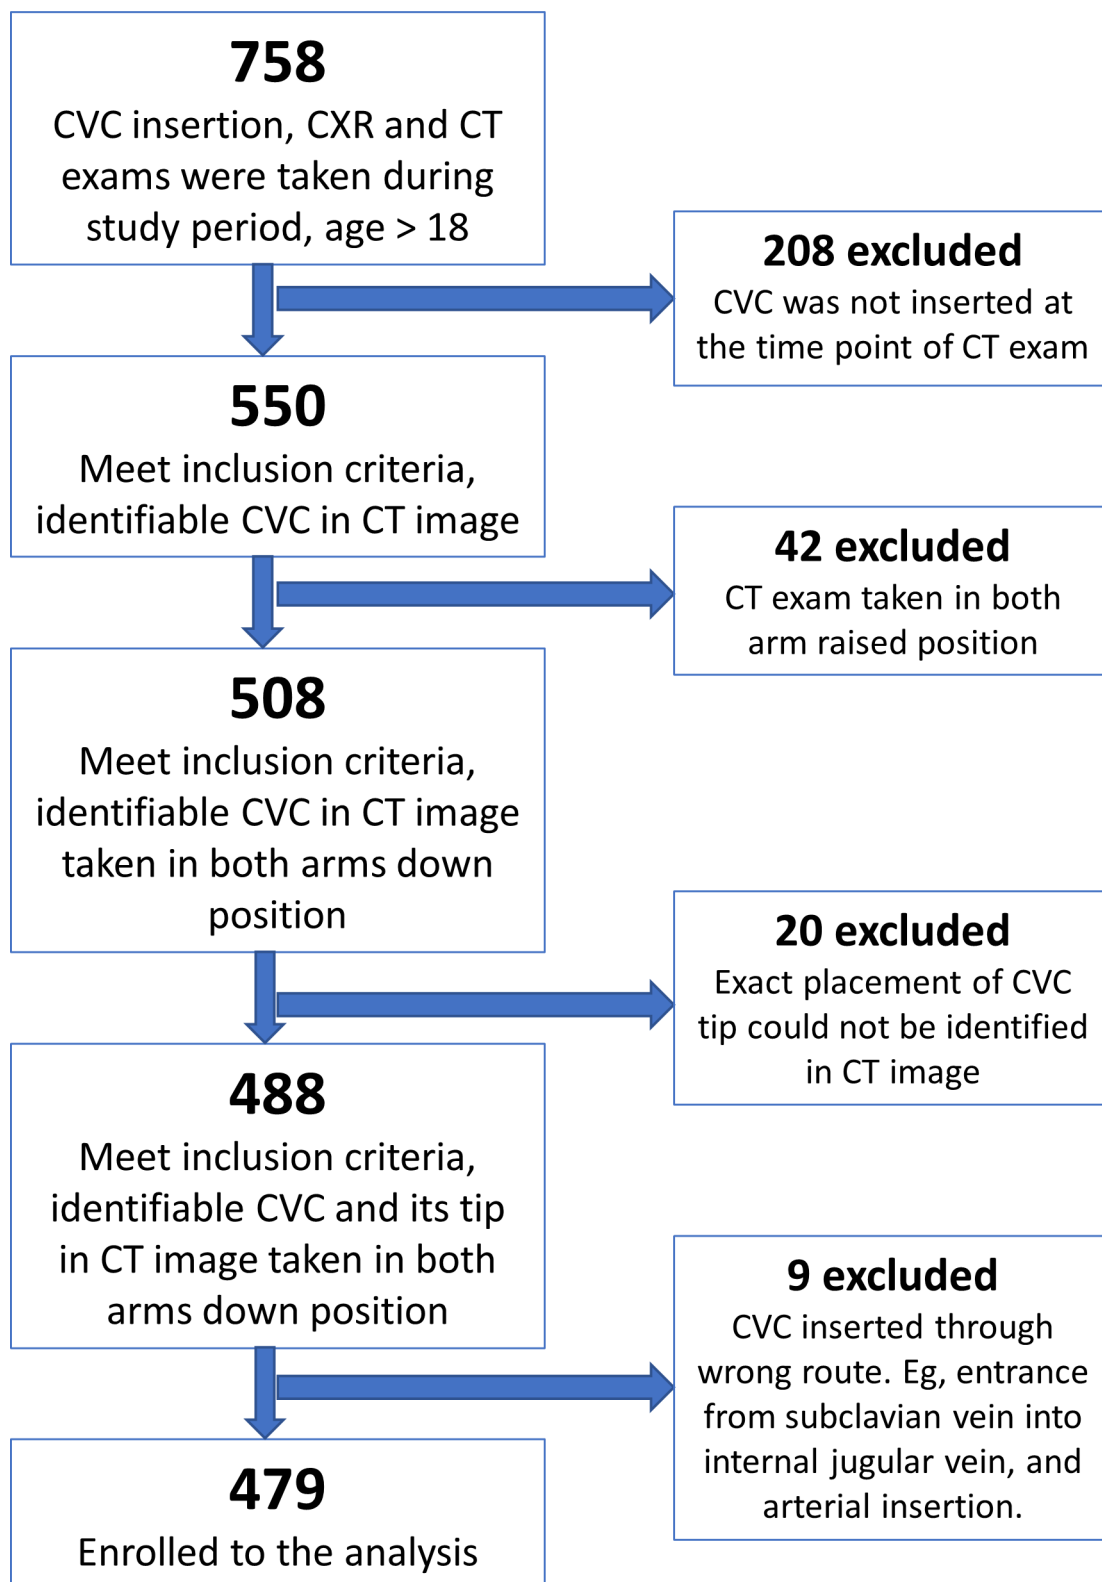 758
CVC insertion, CXR and CT
exams were taken during
study period, age > 18
208 excluded
CVC was not inserted at
the time point of CT exam
550
Meet inclusion criteria,
identifiable CVC in CT image
42 excluded
CT exam taken in both
arm raised position
508
Meet inclusion criteria,
identifiable CVC in CT image
taken in both arms down
position
20 excluded
Exact placement of CVC
tip could not be identified
in CT image
488
Meet inclusion criteria,
identifiable CVC and its tip
in CT image taken in both
arms down position
9 excluded
CVC inserted through
wrong route. Eg, entrance
from subclavian vein into
internal jugular vein, and
arterial insertion.
479
Enrolled to the analysis